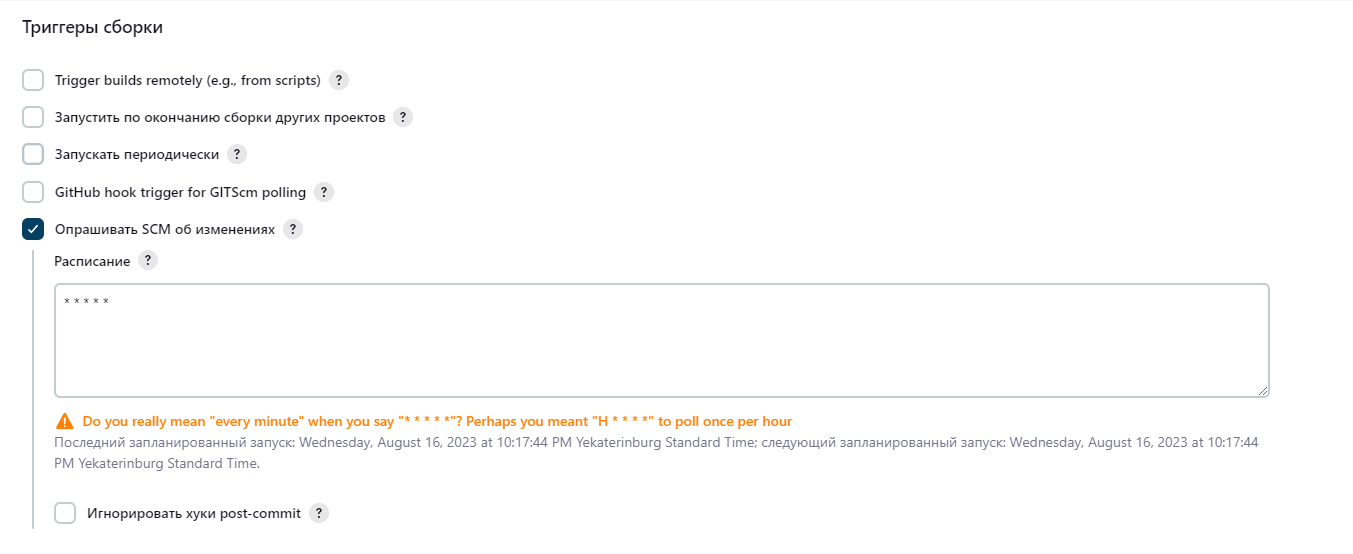 Триггеры сборки
Trigger builds remotely (e.g., from scripts) ?
Запустить по окончанию сборки других проектов ?
Запускать периодически ?
GitHub hook trigger for GITScm polling ?
Опрашивать SCM об изменениях ?
Расписание ?
* * * * *
Do you really mean "every minute" when you say "* * * * *"? Perhaps you meant "H * * * *" to poll once per hour
Последний запланированный запуск: Wednesday, August 16, 2023 at 10:17:44 PM Yekaterinburg Standard Time; следующий запланированный запуск: Wednesday, August 16, 2023 at 10:17:44
PM Yekaterinburg Standard Time.
Игнорировать хуки post-commit ?